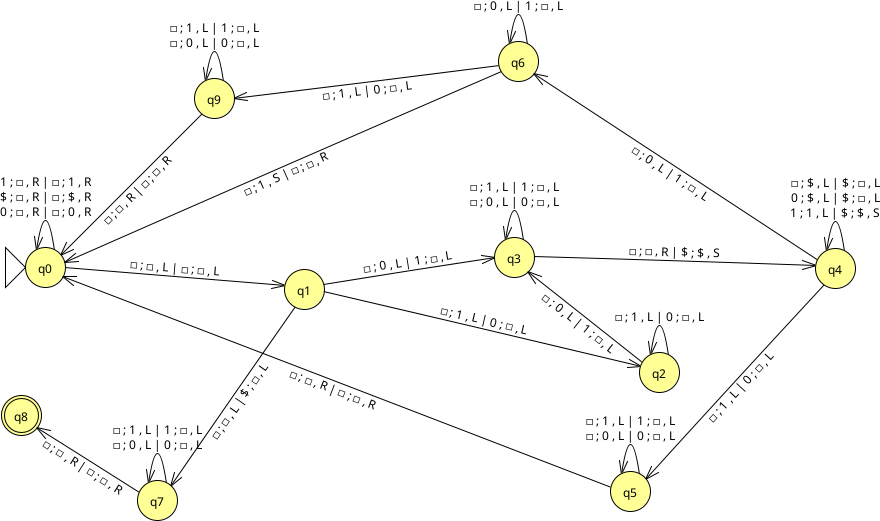 □;0,L|1;□,L
q6
□;1,L|1;□,L
□;0,L|0;□,L
q9
□;1,L|0;□,L
□;1,S|□;□,R
□;□,R|□;□,R
□;0,L|1;□,L
1;□,R|□;1,R
$;□,R|□;$,R
0;□,R|□;0,R
q0
□;□,L|□;□,L
q1
□;0,L|1;□,L
□;1,L|1;□,L
□;0,L|0;□,L
q3
□;□,R|$;$,S
□;$,L|$;□,L
0;$,L|$;□,L
1;1,L|$;$,S
q4
□;1,L|0;□,L
□;0,L|1;□,L
□;1,L|0;□,L
q2
□;1,L|0;□,L
□;□,R|□;□,R
□;□,L|$;□,L
q8
□;□,R|□;□,R
□;1,L|1;□,L
□;0,L|0;□,L
q7
□;1,L|1;□,L
□;0,L|0;□,L
q5